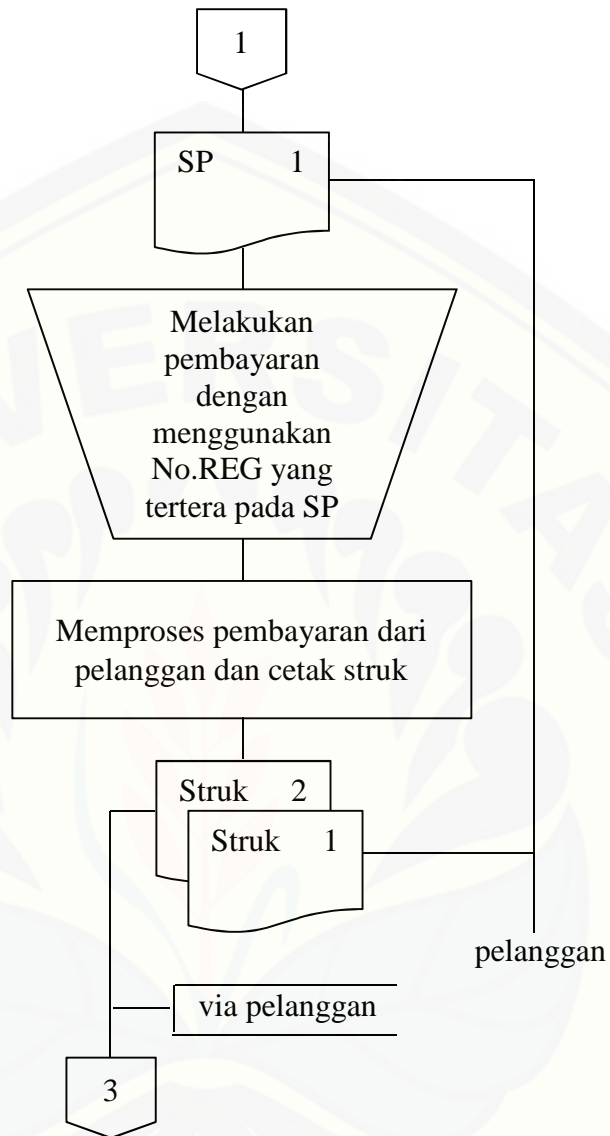 1
SP 1
Melakukan
pembayaran
dengan
menggunakan
No.REG yang
tertera pada SP
Memproses pembayaran dari
pelanggan dan cetak struk
Struk 2
Struk 1
pelanggan
via pelanggan
3